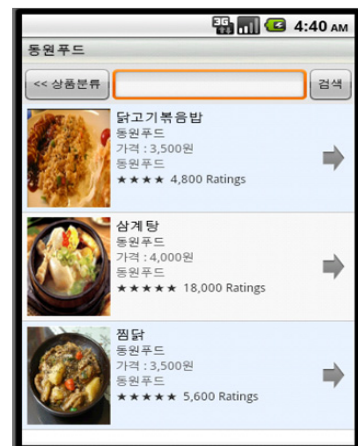 3G 4:40 AM
동원푸드
<< 상품분류 검색
닭고기볶음밥
동원푸드
가격 : 3,500원
동원푸드
★★★★ 4,800 Ratings
삼계탕
동원푸드
가격 : 4,000원
동원푸드
★★★★★ 18,000 Ratings
찜닭
동원푸드
가격 : 3,500원
동원푸드
★★★★★ 5,600 Ratings